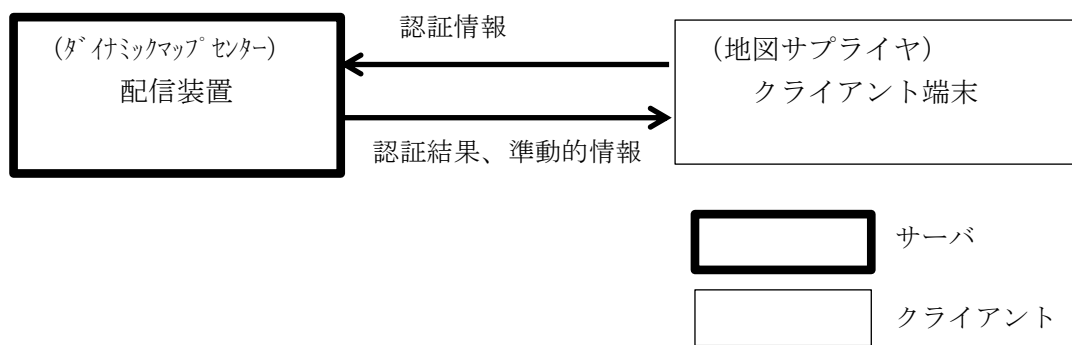 (ﾀﾞｲﾅﾐｯｸﾏｯﾌﾟｾﾝﾀｰ)
配信装置
認証情報
認証結果、準動的情報
（地図サプライヤ）
クライアント端末
サーバ
クライアント